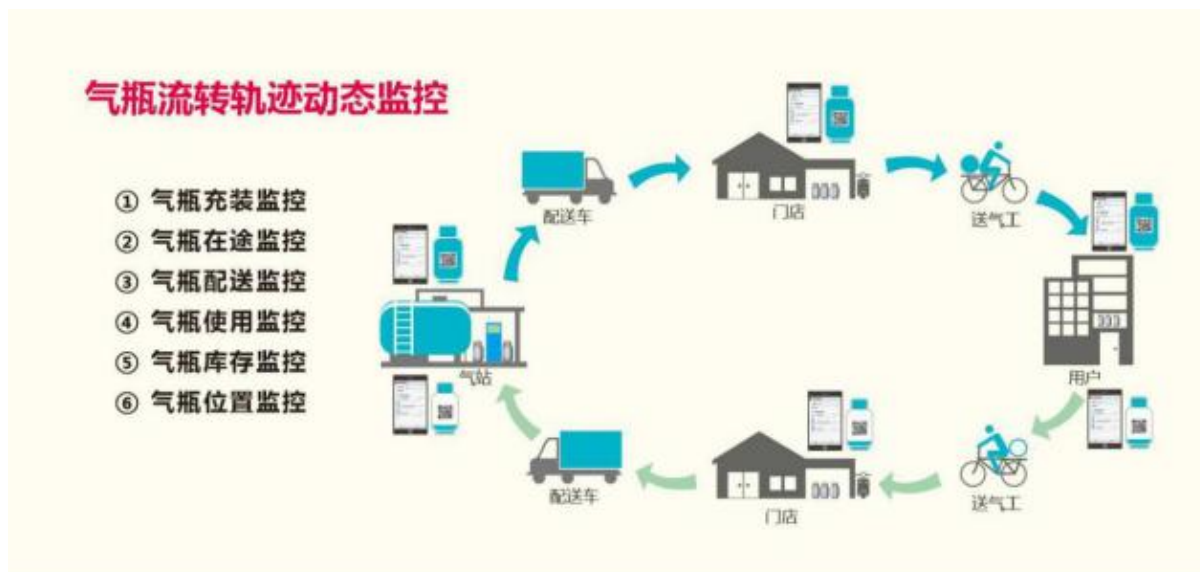 气瓶流转轨迹动态监控
① 气瓶充装监控
② 气瓶在途监控
③ 气瓶配送监控
④ 气瓶使用监控
⑤ 气瓶库存监控
⑥ 气瓶位置监控
配送车
门店
送气工
用户
气站
配送车
门店
送气工